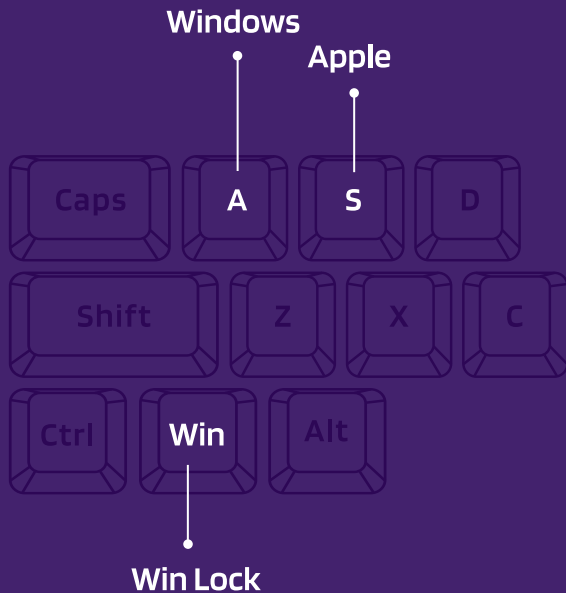 Windows
Apple
Caps A S D
Shift Z X C
Ctrl Win Alt
Win Lock